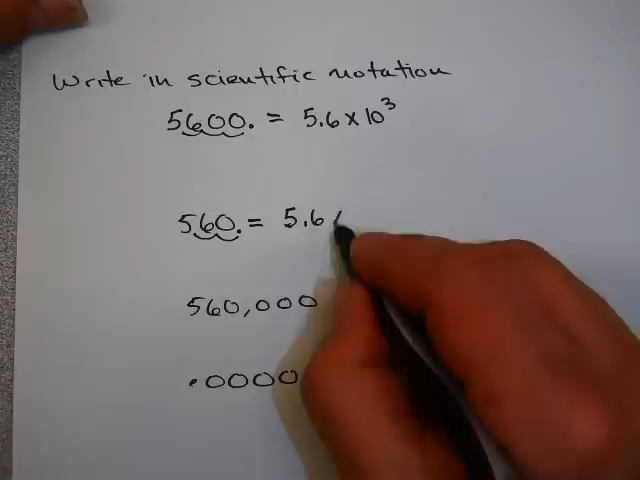 Write in scientific notation
5600. = 5.6 x 10³
560. = 5.6
560,000
.0000